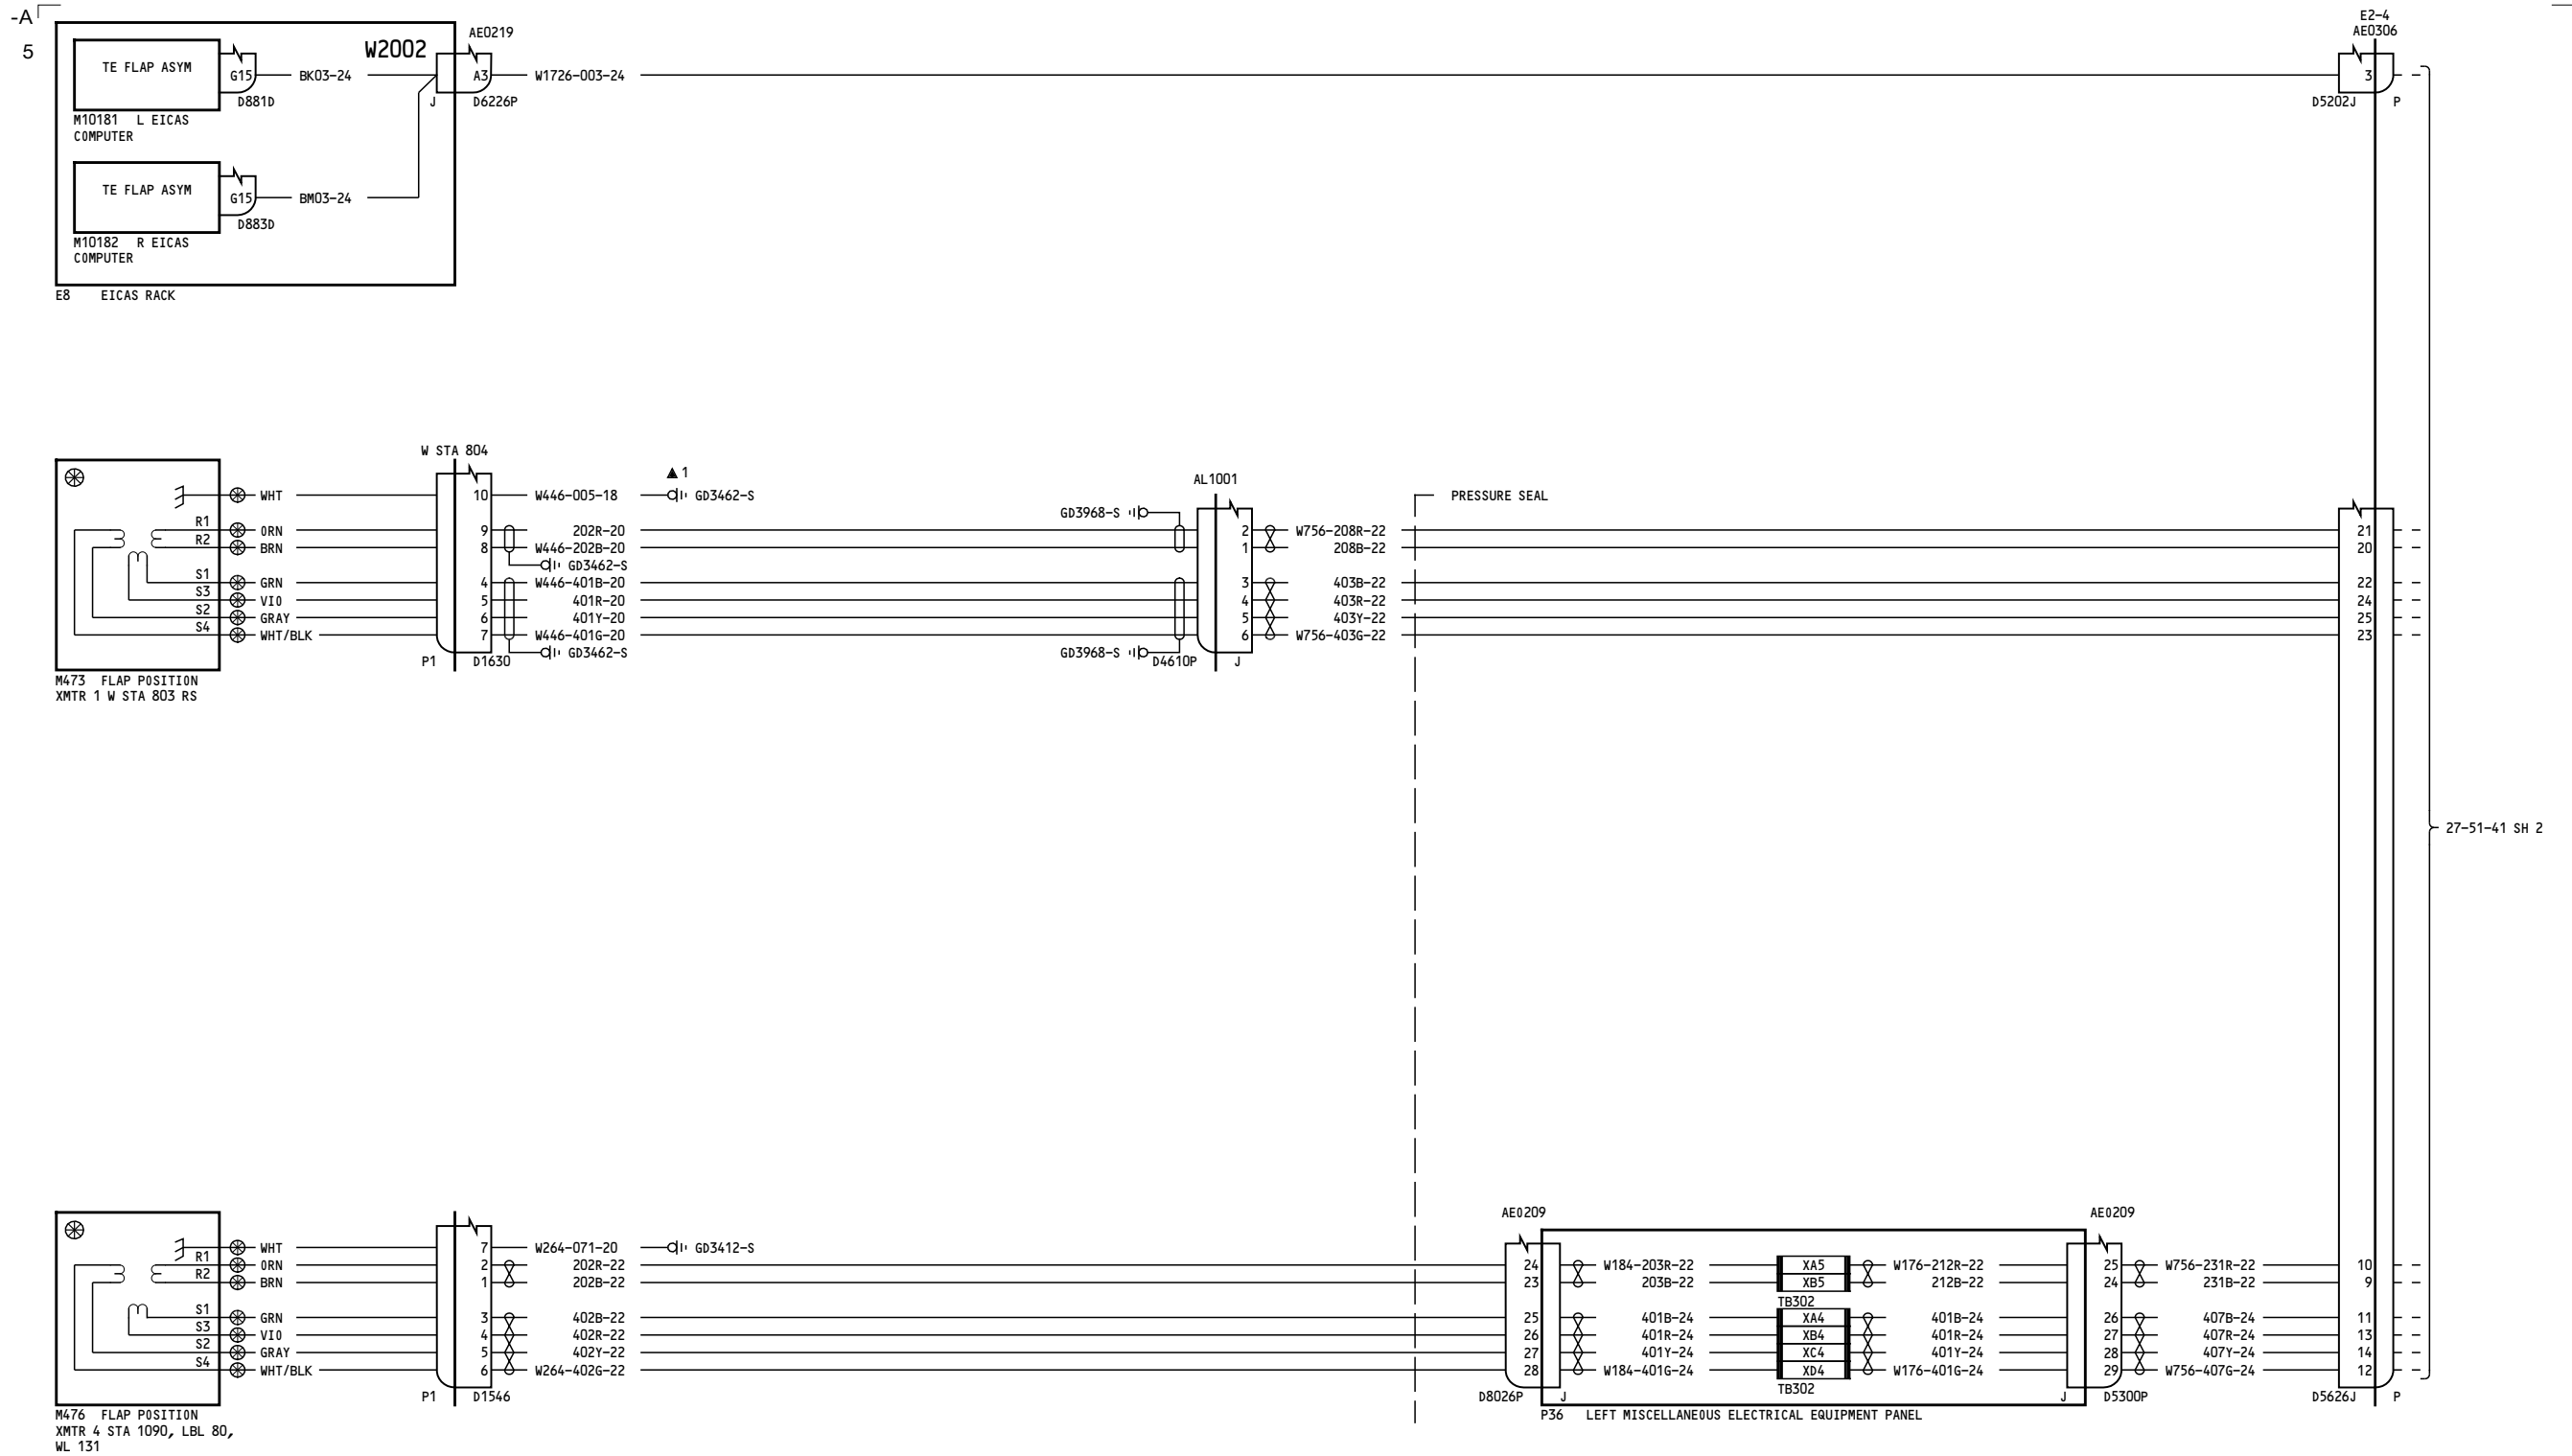 -A
5
TE FLAP ASYM
G15
BK03-24
D881D
M10181 L EICAS
COMPUTER
TE FLAP ASYM
G15
BM03-24
D883D
M10182 R EICAS
COMPUTER
W2002
E8 EICAS RACK
AE0219
A3
W1726-003-24
J
D6226P
E2-4
AE0306
3
D5202J
P
W STA 804
▲ 1
WHT
10
W446-005-18
GD3462-S
R1
ORN
9
202R-20
R2
BRN
8
W446-202B-20
GD3462-S
S1
GRN
4
W446-401B-20
S3
VIO
5
401R-20
S2
GRAY
6
401Y-20
S4
WHT/BLK
7
W446-401G-20
GD3462-S
P1
D1630
M473 FLAP POSITION
XMTR 1 W STA 803 RS
AL1001
GD3968-S
2
W756-208R-22
1
208B-22
3
403B-22
4
403R-22
5
403Y-22
6
W756-403G-22
GD3968-S
D4610P
J
PRESSURE SEAL
21
20
22
24
25
23
27-51-41 SH 2
WHT
7
W264-071-20
GD3412-S
R1
ORN
2
202R-22
R2
BRN
1
202B-22
S1
GRN
3
402B-22
S3
VIO
4
402R-22
S2
GRAY
5
402Y-22
S4
WHT/BLK
6
W264-402G-22
P1
D1546
M476 FLAP POSITION
XMTR 4 STA 1090, LBL 80,
WL 131
AE0209
AE0209
24
W184-203R-22
XA5
W176-212R-22
25
W756-231R-22
10
23
203B-22
XB5
212B-22
24
231B-22
9
TB302
25
401B-24
XA4
401B-24
26
407B-24
11
26
401R-24
XB4
401R-24
27
407R-24
13
27
401Y-24
XC4
401Y-24
28
407Y-24
14
28
W184-401G-24
XD4
W176-401G-24
29
W756-407G-24
12
TB302
D8026P
J
J
D5300P
D5626J
P
P36 LEFT MISCELLANEOUS ELECTRICAL EQUIPMENT PANEL